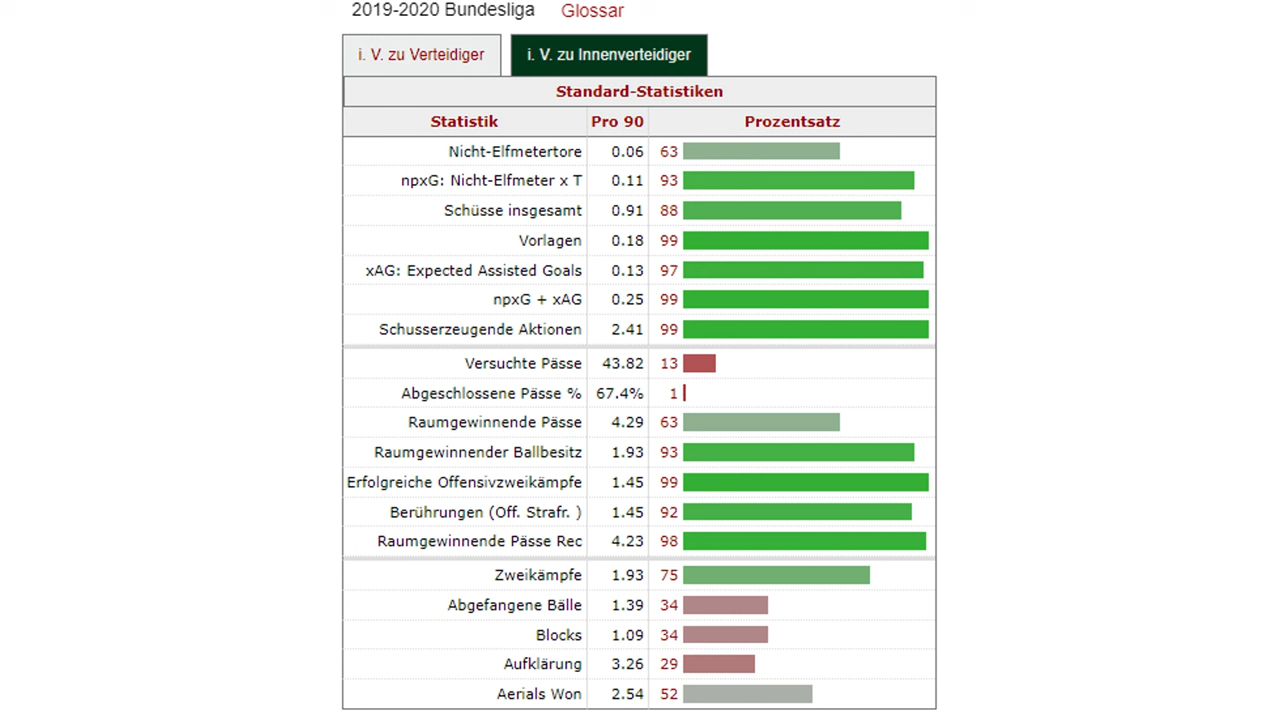 2019-2020 Bundesliga Glossar
i. V. zu Verteidiger i. V. zu Innenverteidiger
Standard-Statistiken
Statistik Pro 90 Prozentsatz
Nicht-Elfmetertore 0.06 63
npxG: Nicht-Elfmeter x T 0.11 93
Schüsse insgesamt 0.91 88
Vorlagen 0.18 99
xAG: Expected Assisted Goals 0.13 97
npxG + xAG 0.25 99
Schusserzeugende Aktionen 2.41 99
Versuchte Pässe 43.82 13
Abgeschlossene Pässe % 67.4% 1
Raumgewinnende Pässe 4.29 63
Raumgewinnender Ballbesitz 1.93 93
Erfolgreiche Offensivzweikämpfe 1.45 99
Berührungen (Off. Strafr. ) 1.45 92
Raumgewinnende Pässe Rec 4.23 98
Zweikämpfe 1.93 75
Abgefangene Bälle 1.39 34
Blocks 1.09 34
Aufklärung 3.26 29
Aerials Won 2.54 52